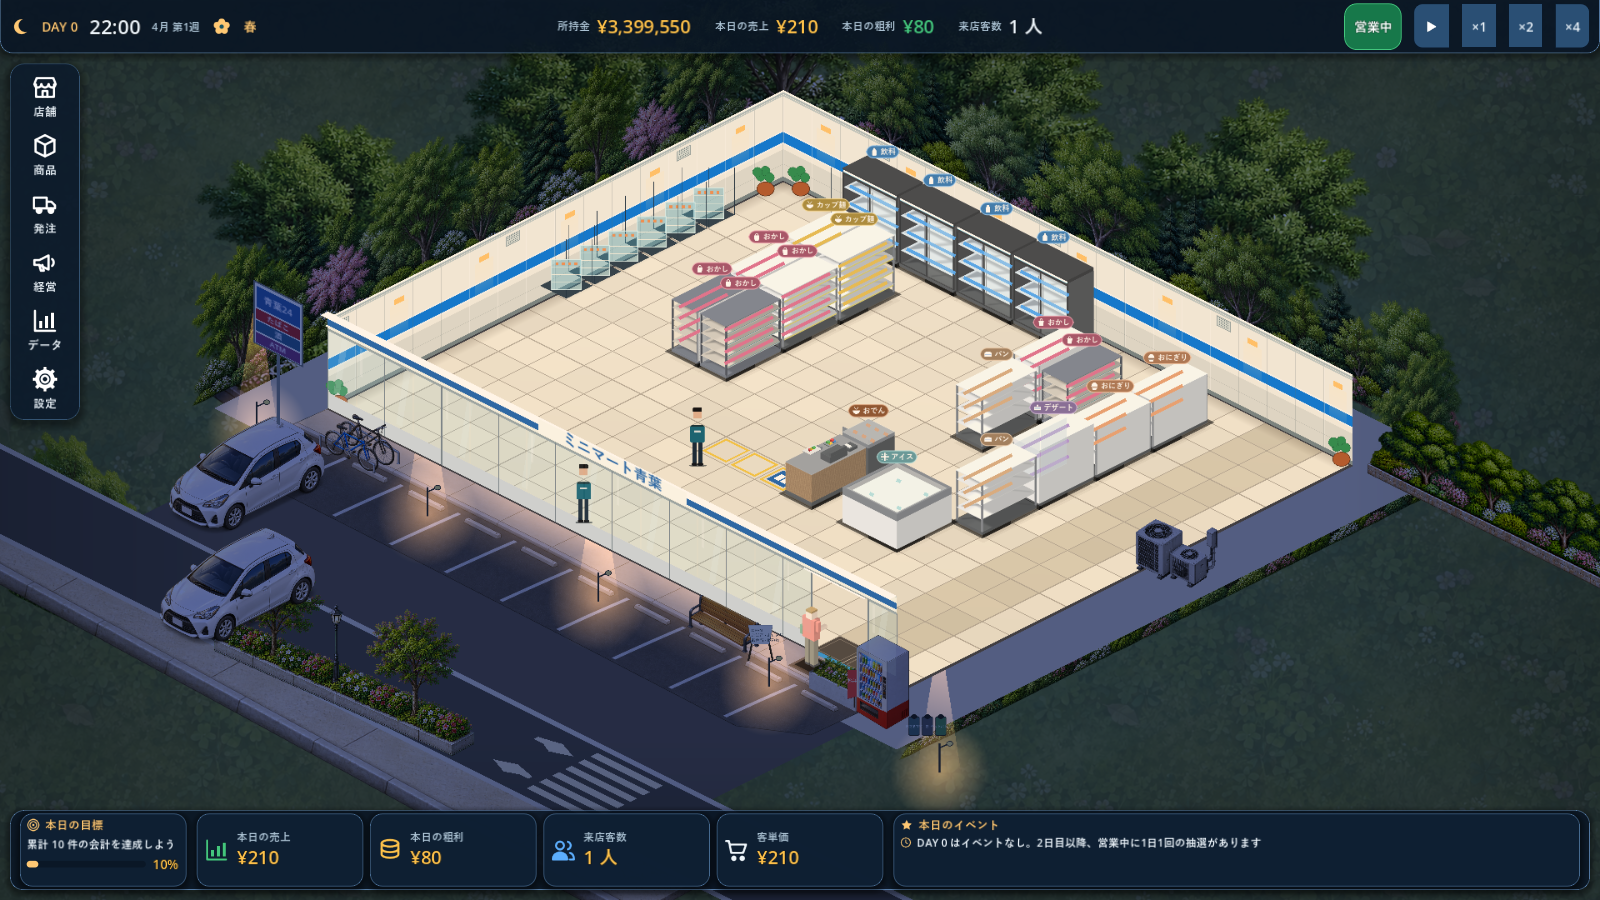 DAY 0 22:00 4月 第1週 春
所持金 ¥3,399,550 本日の売上 ¥210 本日の粗利 ¥80 来店客数 1 人
営業中 ×1 ×2 ×4
店舗
商品
発注
経営
データ
設定
飲料
飲料
飲料
飲料
カップ麺
カップ麺
おかし
おかし
おかし
おかし
おかし
おかし
パン
おにぎり
おにぎり
デザート
パン
おでん
アイス
青葉24
たばこ
酒
ATM
ミニマート青葉
本日の目標
累計 10 件の会計を達成しよう
10%
本日の売上
¥210
本日の粗利
¥80
来店客数
1 人
客単価
¥210
本日のイベント
DAY 0 はイベントなし。2日目以降、営業中に1日1回の抽選があります